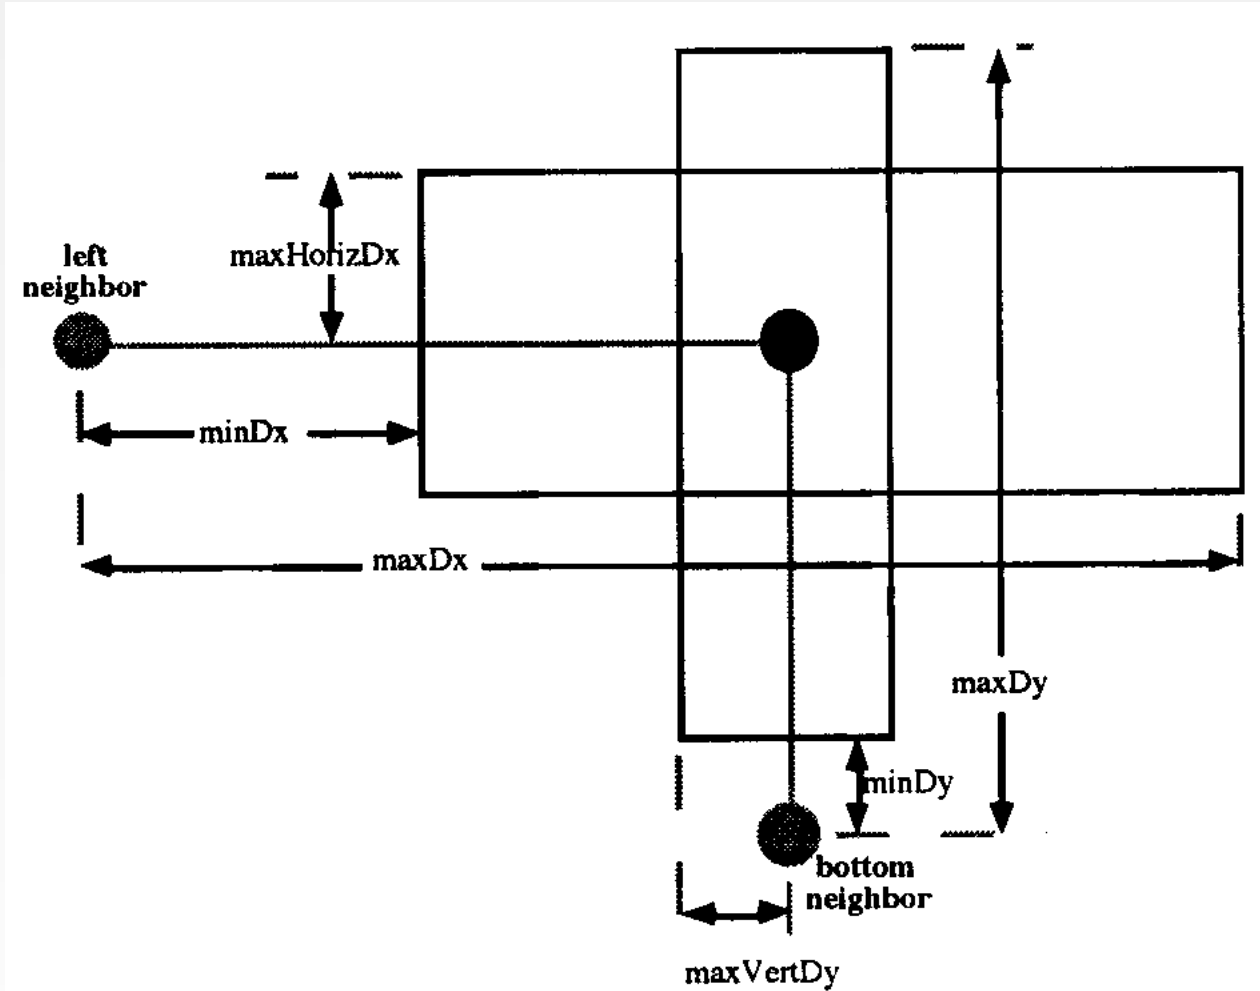 maxHorizDx
left
neighbor
minDx
maxDx
maxDy
minDy
bottom
neighbor
maxVertDy